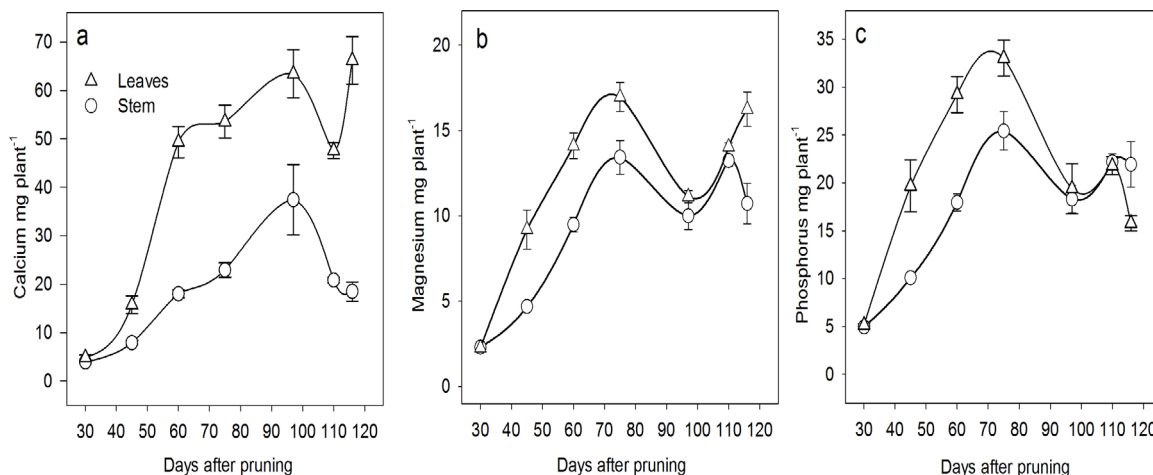 a
Leaves
Stem
Calcium mg plant⁻¹
70
60
50
40
30
20
10
0
30 40 50 60 70 80 90 100 110 120
Days after pruning
b
Magnesium mg plant⁻¹
20
15
10
5
0
30 40 50 60 70 80 90 100 110 120
Days after pruning
c
Phosphorus mg plant⁻¹
35
30
25
20
15
10
5
0
30 40 50 60 70 80 90 100 110 120
Days after pruning